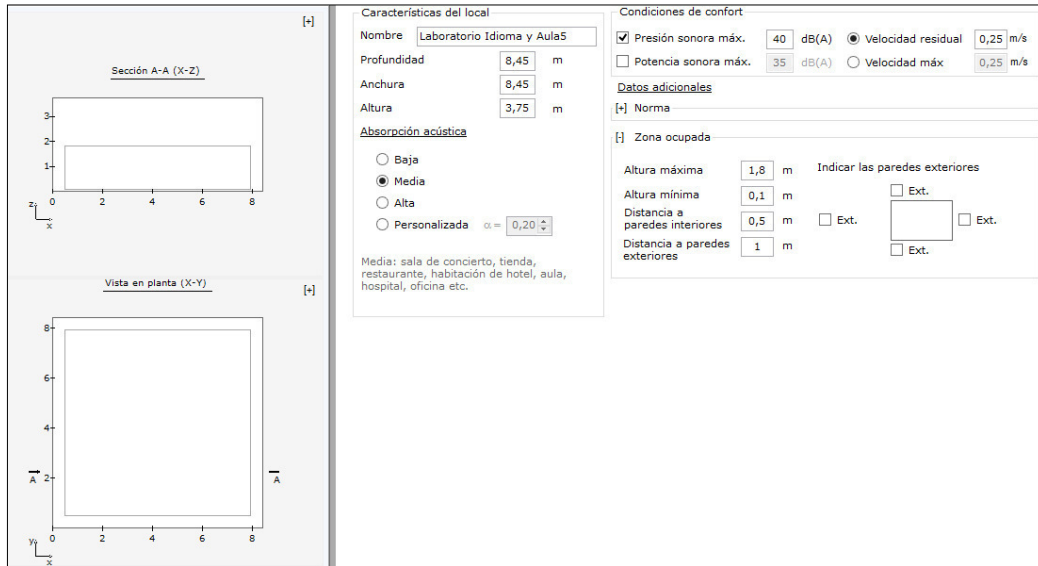 [+]
Sección A-A (X-Z)
3
2
1
z
0 2 4 6 8
x
Vista en planta (X-Y)
[+]
8
6
4
A 2 A
y 0 2 4 6 8
x
Características del local
Nombre Laboratorio Idioma y Aula5
Profundidad 8,45 m
Anchura 8,45 m
Altura 3,75 m
Absorpción acústica
Baja
Media
Alta
Personalizada α = 0,20
Media: sala de concierto, tienda,
restaurante, habitación de hotel, aula,
hospital, oficina etc.
Condiciones de confort
Presión sonora máx. 40 dB(A) Velocidad residual 0,25 m/s
Potencia sonora máx. 35 dB(A) Velocidad máx 0,25 m/s
Datos adicionales
[+] Norma
[-] Zona ocupada
Altura máxima 1,8 m
Altura mínima 0,1 m
Distancia a
paredes interiores 0,5 m
Distancia a paredes
exteriores 1 m
Indicar las paredes exteriores
Ext.
Ext. Ext.
Ext.